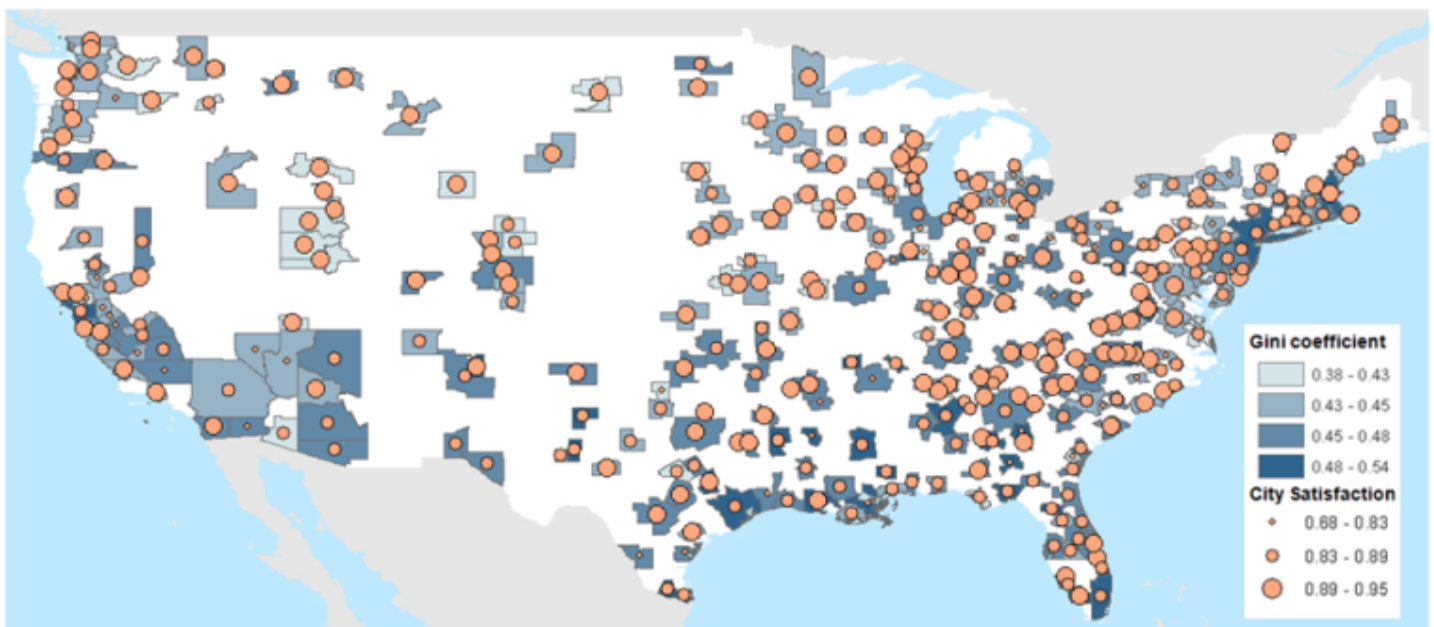 Gini coefficient
0.38 - 0.43
0.43 - 0.45
0.45 - 0.48
0.48 - 0.54
City Satisfaction
0.68 - 0.83
0.83 - 0.89
0.89 - 0.95